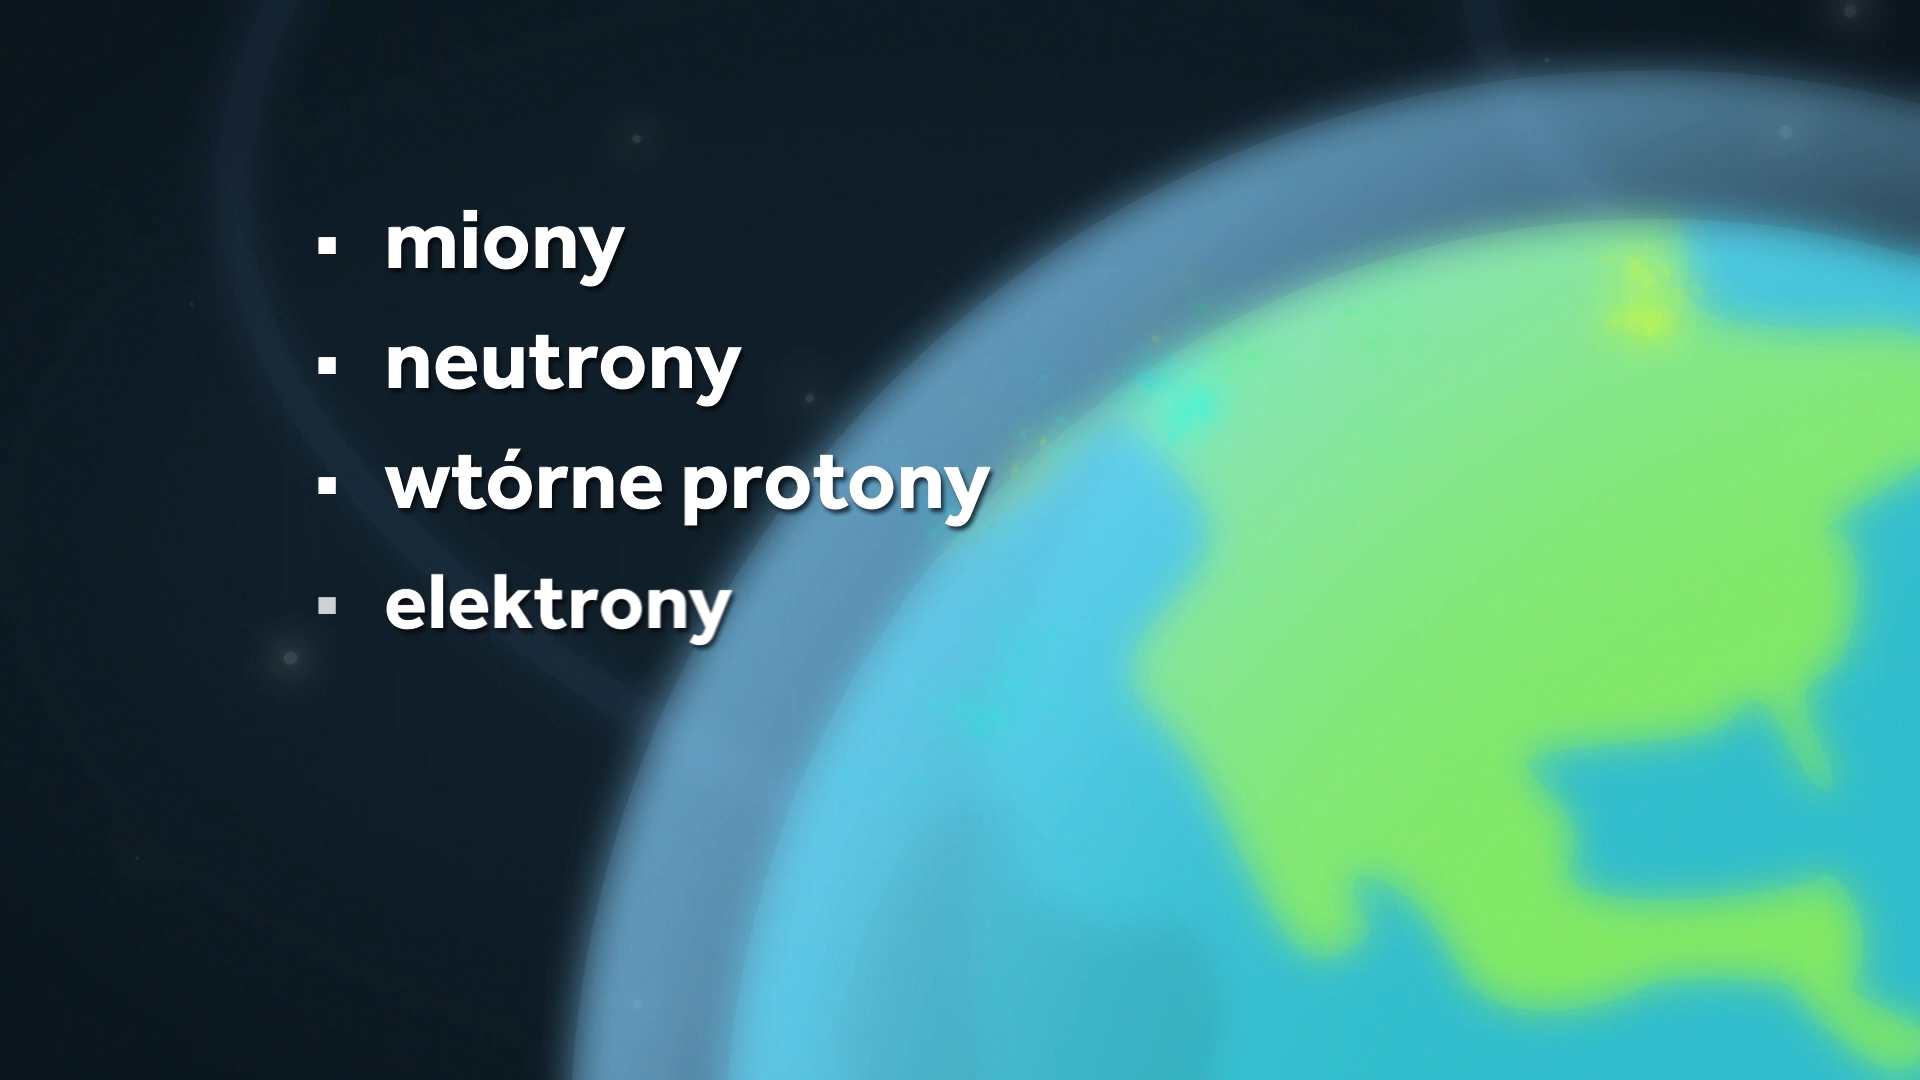 ▪ miony
▪ neutrony
▪ wtórne protony
▪ elektrony